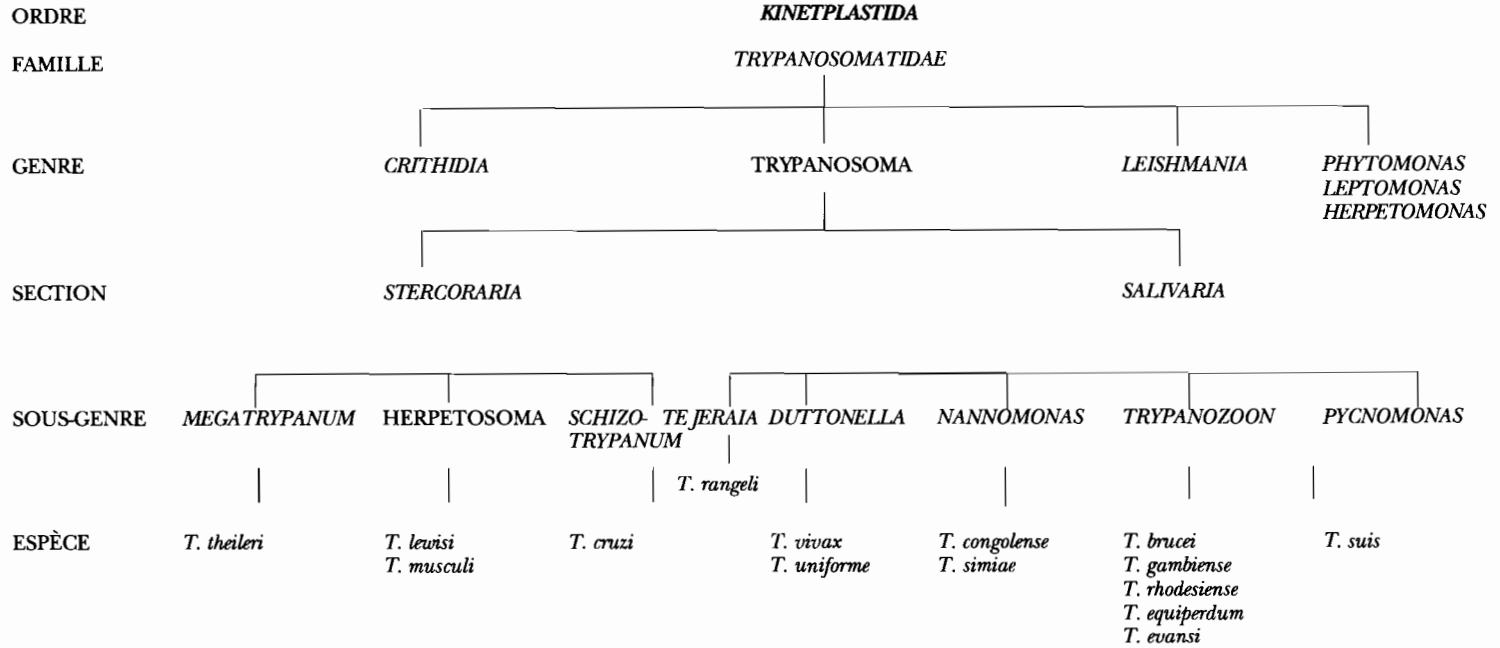 ORDRE KINETPLASTIDA
FAMILLE TRYPANOSOMATIDAE
GENRE CRITHIDIA TRYPANOSOMA LEISHMANIA PHYTOMONAS
LEPTOMONAS
HERPETOMONAS
SECTION STERCORARIA SALIVARIA
SOUS-GENRE MEGATRYPANUM HERPETOSOMA SCHIZO- TEJERAIA DUTTONELLA NANNOMONAS TRYPANOZOON PYCNOMONAS
TRYPANUM
T. rangeli
ESPÈCE T. theileri T. lewisi T. cruzi T. vivax T. congolense T. brucei T. suis
T. musculi T. uniforme T. simiae T. gambiense
T. rhodesiense
T. equiperdum
T. evansi